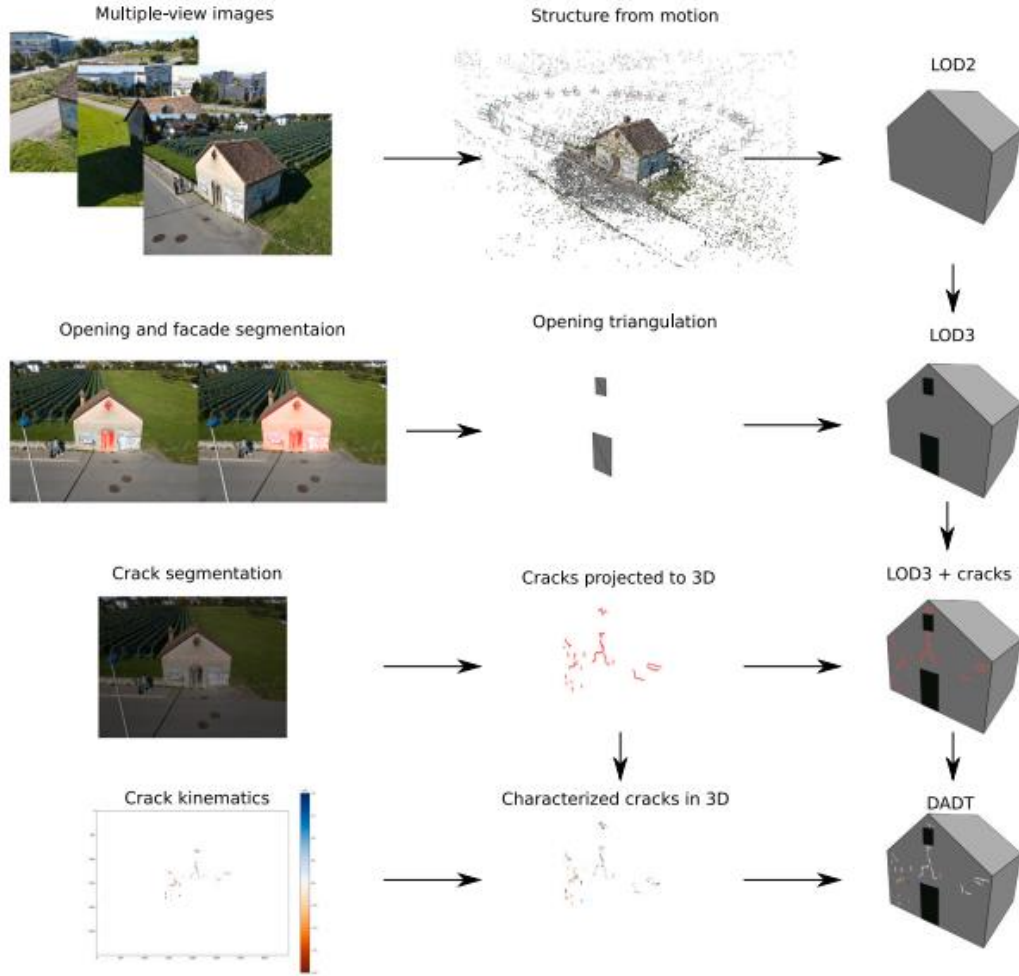 Multiple-view images
Structure from motion
LOD2
Opening and facade segmentaion
Opening triangulation
LOD3
Crack segmentation
Cracks projected to 3D
LOD3 + cracks
Crack kinematics
Characterized cracks in 3D
DADT